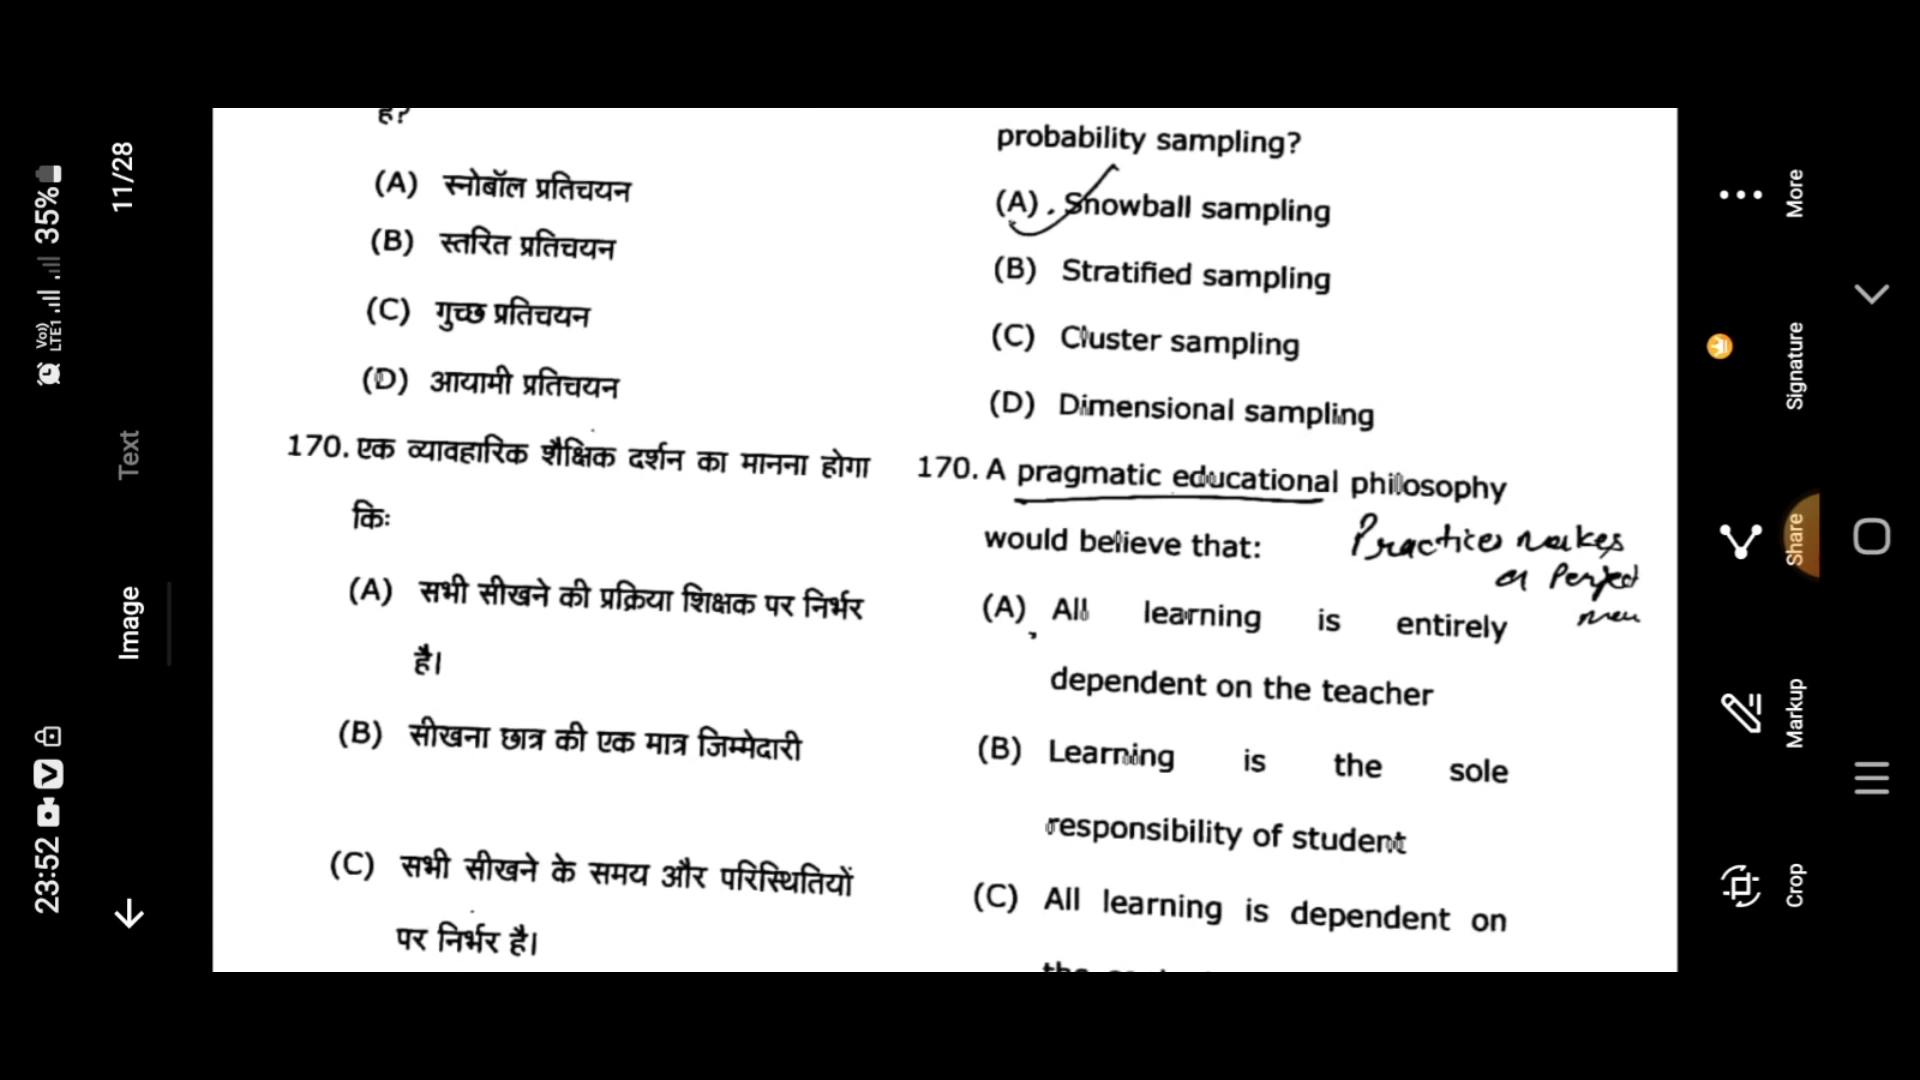 है?
(A) स्नोबॉल प्रतिचयन
(B) स्तरित प्रतिचयन
(C) गुच्छ प्रतिचयन
(D) आयामी प्रतिचयन
170. एक व्यावहारिक शैक्षिक दर्शन का मानना होगा
किः
(A) सभी सीखने की प्रक्रिया शिक्षक पर निर्भर
है।
(B) सीखना छात्र की एक मात्र जिम्मेदारी
(C) सभी सीखने के समय और परिस्थितियों
पर निर्भर है।
probability sampling?
(A) . Snowball sampling
(B) Stratified sampling
(C) Cluster sampling
(D) Dimensional sampling
170. A pragmatic educational philosophy
would believe that:
Practice makes
a Perfect
men
(A) All learning is entirely
dependent on the teacher
(B) Learning is the sole
responsibility of student
(C) All learning is dependent on
the
23:52
Vo))
LTE1
35%
11/28
Text
Image
More
Signature
Share
Markup
Crop